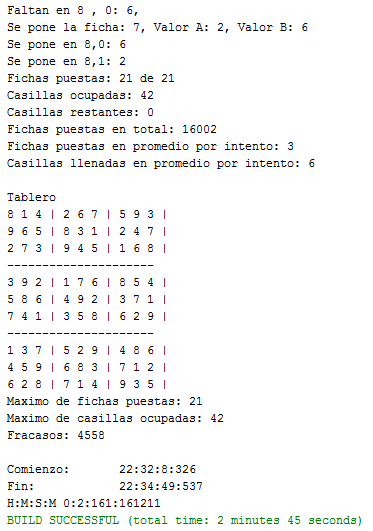 Faltan en 8 , 0: 6,
Se pone la ficha: 7, Valor A: 2, Valor B: 6
Se pone en 8,0: 6
Se pone en 8,1: 2
Fichas puestas: 21 de 21
Casillas ocupadas: 42
Casillas restantes: 0
Fichas puestas en total: 16002
Fichas puestas en promedio por intento: 3
Casillas llenadas en promedio por intento: 6
Tablero
8 1 4 | 2 6 7 | 5 9 3 |
9 6 5 | 8 3 1 | 2 4 7 |
2 7 3 | 9 4 5 | 1 6 8 |
---------------------
3 9 2 | 1 7 6 | 8 5 4 |
5 8 6 | 4 9 2 | 3 7 1 |
7 4 1 | 3 5 8 | 6 2 9 |
---------------------
1 3 7 | 5 2 9 | 4 8 6 |
4 5 9 | 6 8 3 | 7 1 2 |
6 2 8 | 7 1 4 | 9 3 5 |
Maximo de fichas puestas: 21
Maximo de casillas ocupadas: 42
Fracasos: 4558
Comienzo: 22:32:8:326
Fin: 22:34:49:537
H:M:S:M 0:2:161:161211
BUILD SUCCESSFUL (total time: 2 minutes 45 seconds)